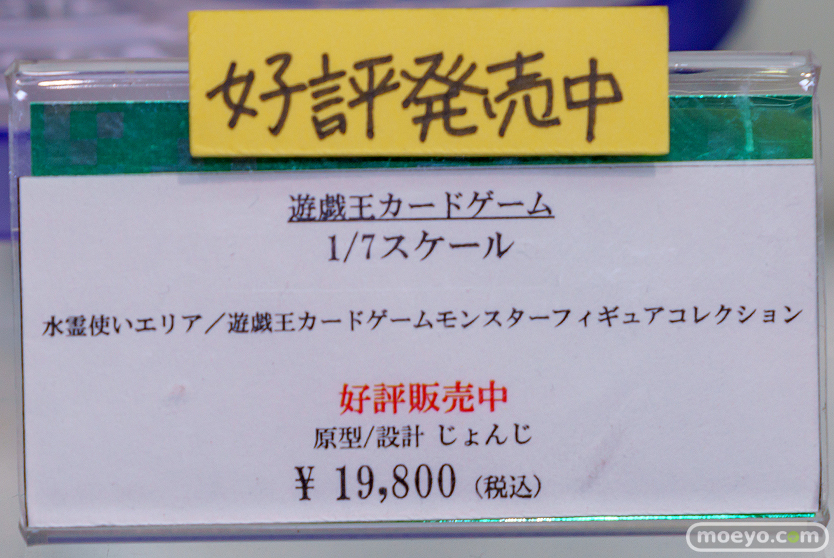 好評発売中
遊戯王カードゲーム
1/7スケール
水霊使いエリア／遊戯王カードゲームモンスターフィギュアコレクション
好評販売中
原型/設計 じょんじ
¥ 19,800（税込）
moeyo.com